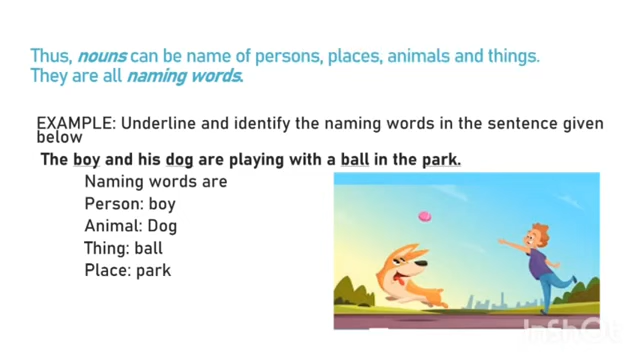 Thus, nouns can be name of persons, places, animals and things.
They are all naming words.
EXAMPLE: Underline and identify the naming words in the sentence given
below
The boy and his dog are playing with a ball in the park.
Naming words are
Person: boy
Animal: Dog
Thing: ball
Place: park
InShOt